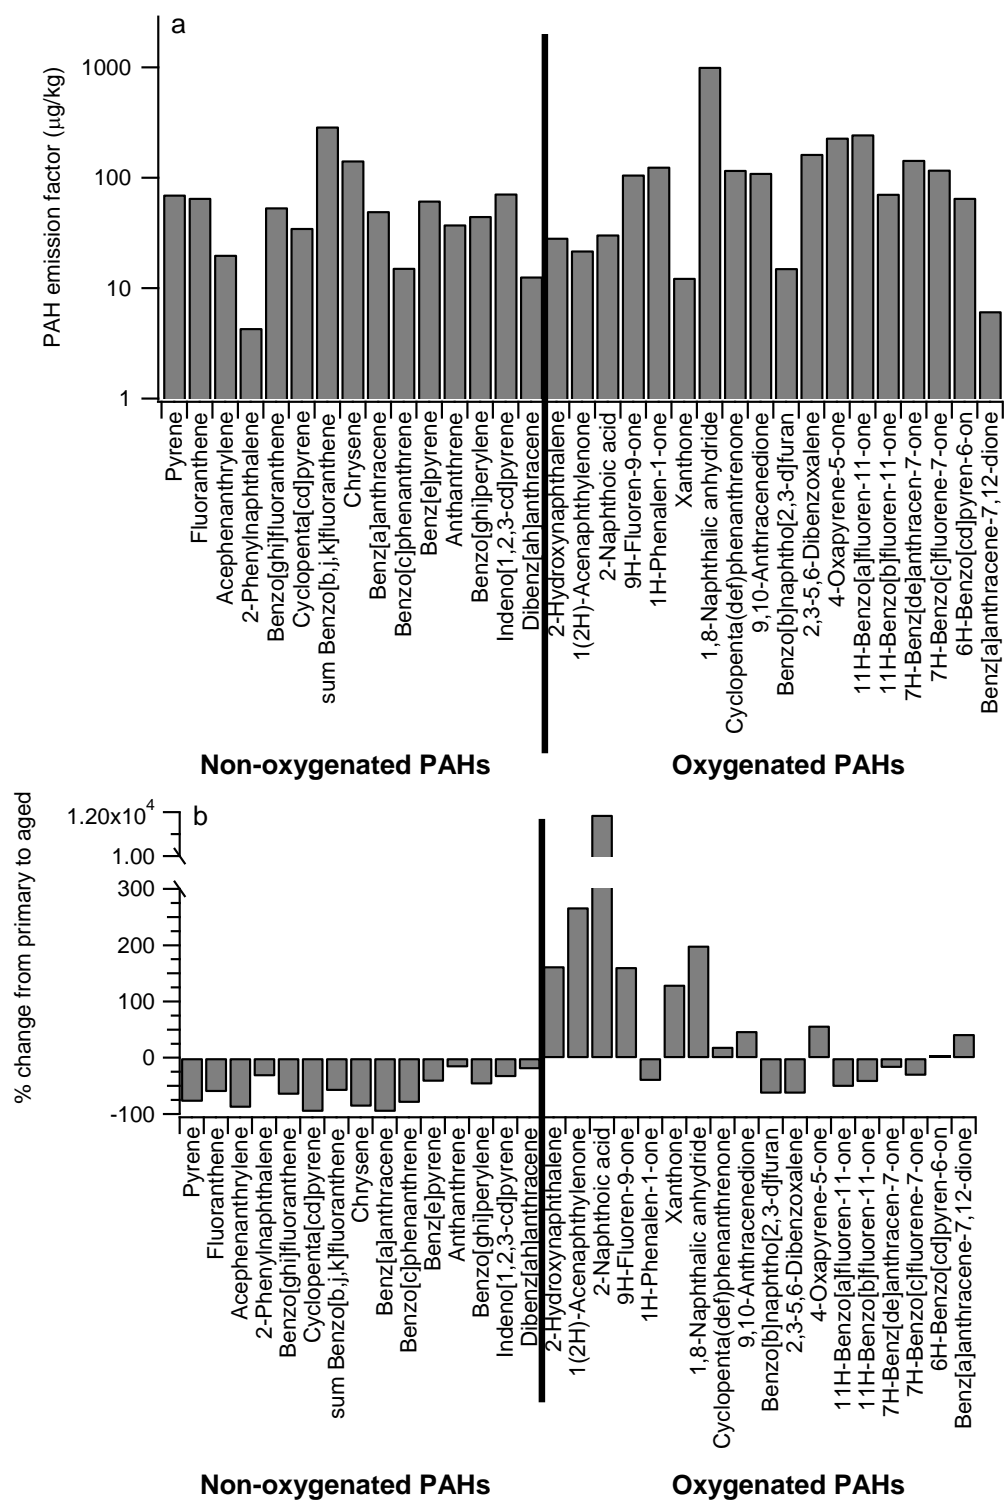 a
PAH emission factor (µg/kg)
1000
100
10
1
Pyrene
Fluoranthene
Acephenanthrylene
2-Phenylnaphthalene
Benzo[ghi]fluoranthene
Cyclopenta[cd]pyrene
sum Benzo[b,j,k]fluoranthene
Chrysene
Benz[a]anthracene
Benzo[c]phenanthrene
Benz[e]pyrene
Anthanthrene
Benzo[ghi]perylene
Indeno[1,2,3-cd]pyrene
Dibenz[ah]anthracene
2-Hydroxynaphthalene
1(2H)-Acenaphthylenone
2-Naphthoic acid
9H-Fluoren-9-one
1H-Phenalen-1-one
Xanthone
1,8-Naphthalic anhydride
Cyclopenta(def)phenanthrenone
9,10-Anthracenedione
Benzo[b]naphtho[2,3-d]furan
2,3-5,6-Dibenzoxalene
4-Oxapyrene-5-one
11H-Benzo[a]fluoren-11-one
11H-Benzo[b]fluoren-11-one
7H-Benz[de]anthracen-7-one
7H-Benzo[c]fluorene-7-one
6H-Benzo[cd]pyren-6-on
Benz[a]anthracene-7,12-dione
Non-oxygenated PAHs
Oxygenated PAHs
b
% change from primary to aged
1.20x10⁴
1.00
300
200
100
0
-100
Pyrene
Fluoranthene
Acephenanthrylene
2-Phenylnaphthalene
Benzo[ghi]fluoranthene
Cyclopenta[cd]pyrene
sum Benzo[b,j,k]fluoranthene
Chrysene
Benz[a]anthracene
Benzo[c]phenanthrene
Benz[e]pyrene
Anthanthrene
Benzo[ghi]perylene
Indeno[1,2,3-cd]pyrene
Dibenz[ah]anthracene
2-Hydroxynaphthalene
1(2H)-Acenaphthylenone
2-Naphthoic acid
9H-Fluoren-9-one
1H-Phenalen-1-one
Xanthone
1,8-Naphthalic anhydride
Cyclopenta(def)phenanthrenone
9,10-Anthracenedione
Benzo[b]naphtho[2,3-d]furan
2,3-5,6-Dibenzoxalene
4-Oxapyrene-5-one
11H-Benzo[a]fluoren-11-one
11H-Benzo[b]fluoren-11-one
7H-Benz[de]anthracen-7-one
7H-Benzo[c]fluorene-7-one
6H-Benzo[cd]pyren-6-on
Benz[a]anthracene-7,12-dione
Non-oxygenated PAHs
Oxygenated PAHs